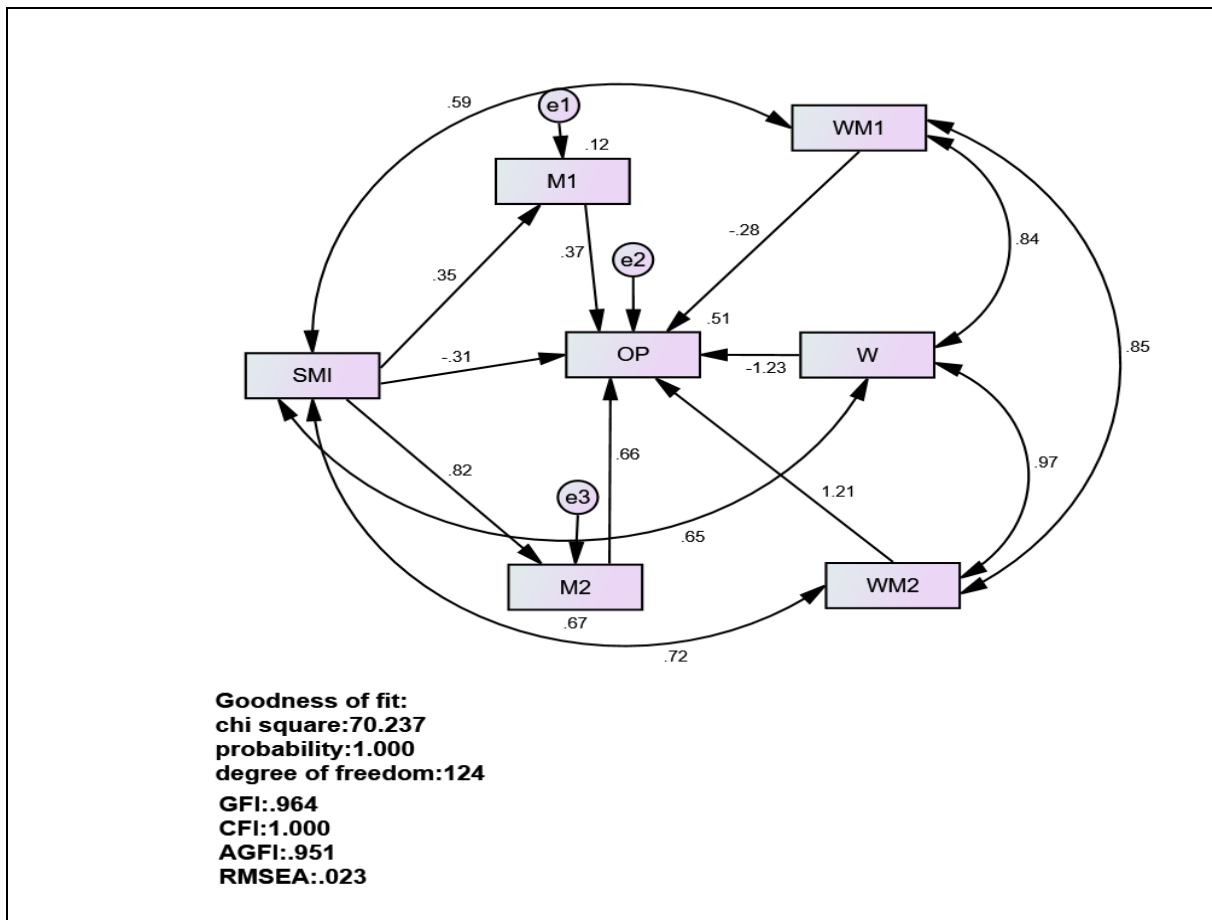 .59
e1
WM1
.12
M1
-.28
.84
.37
e2
.35
.51
OP
W
.85
-.31
-1.23
SMI
.66
.82
.97
1.21
e3
.65
M2
WM2
.67
.72
Goodness of fit:
chi square:70.237
probability:1.000
degree of freedom:124
GFI:.964
CFI:1.000
AGFI:.951
RMSEA:.023